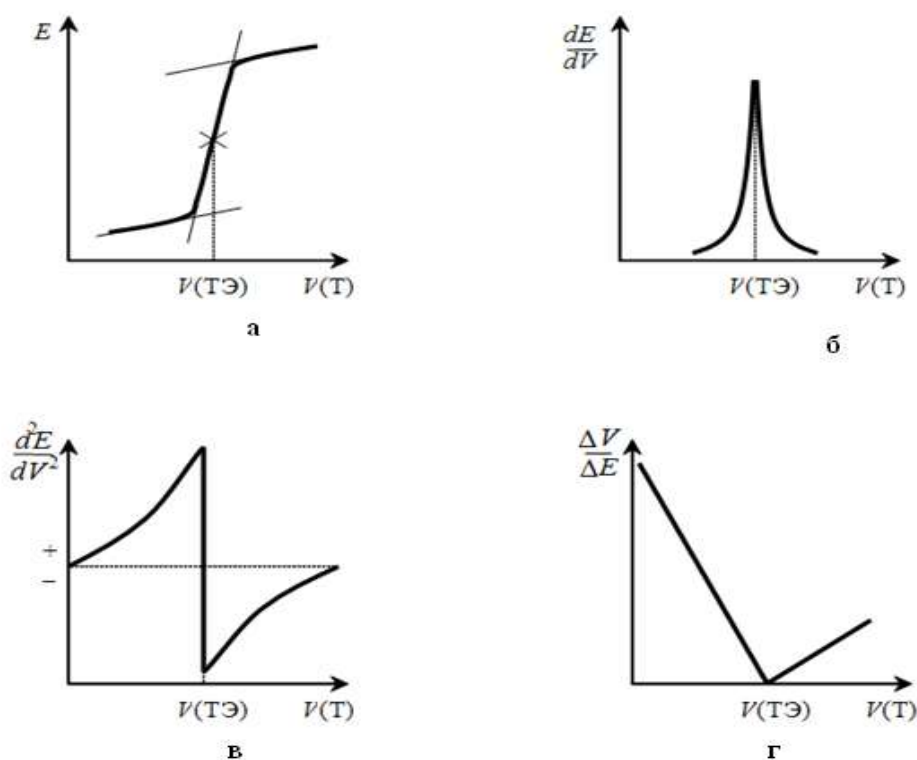 E
V(ТЭ) V(Т)
а
dE
dV
V(ТЭ) V(Т)
б
d²E
dV²
+
−
V(ТЭ) V(Т)
в
ΔV
ΔE
V(ТЭ) V(Т)
г